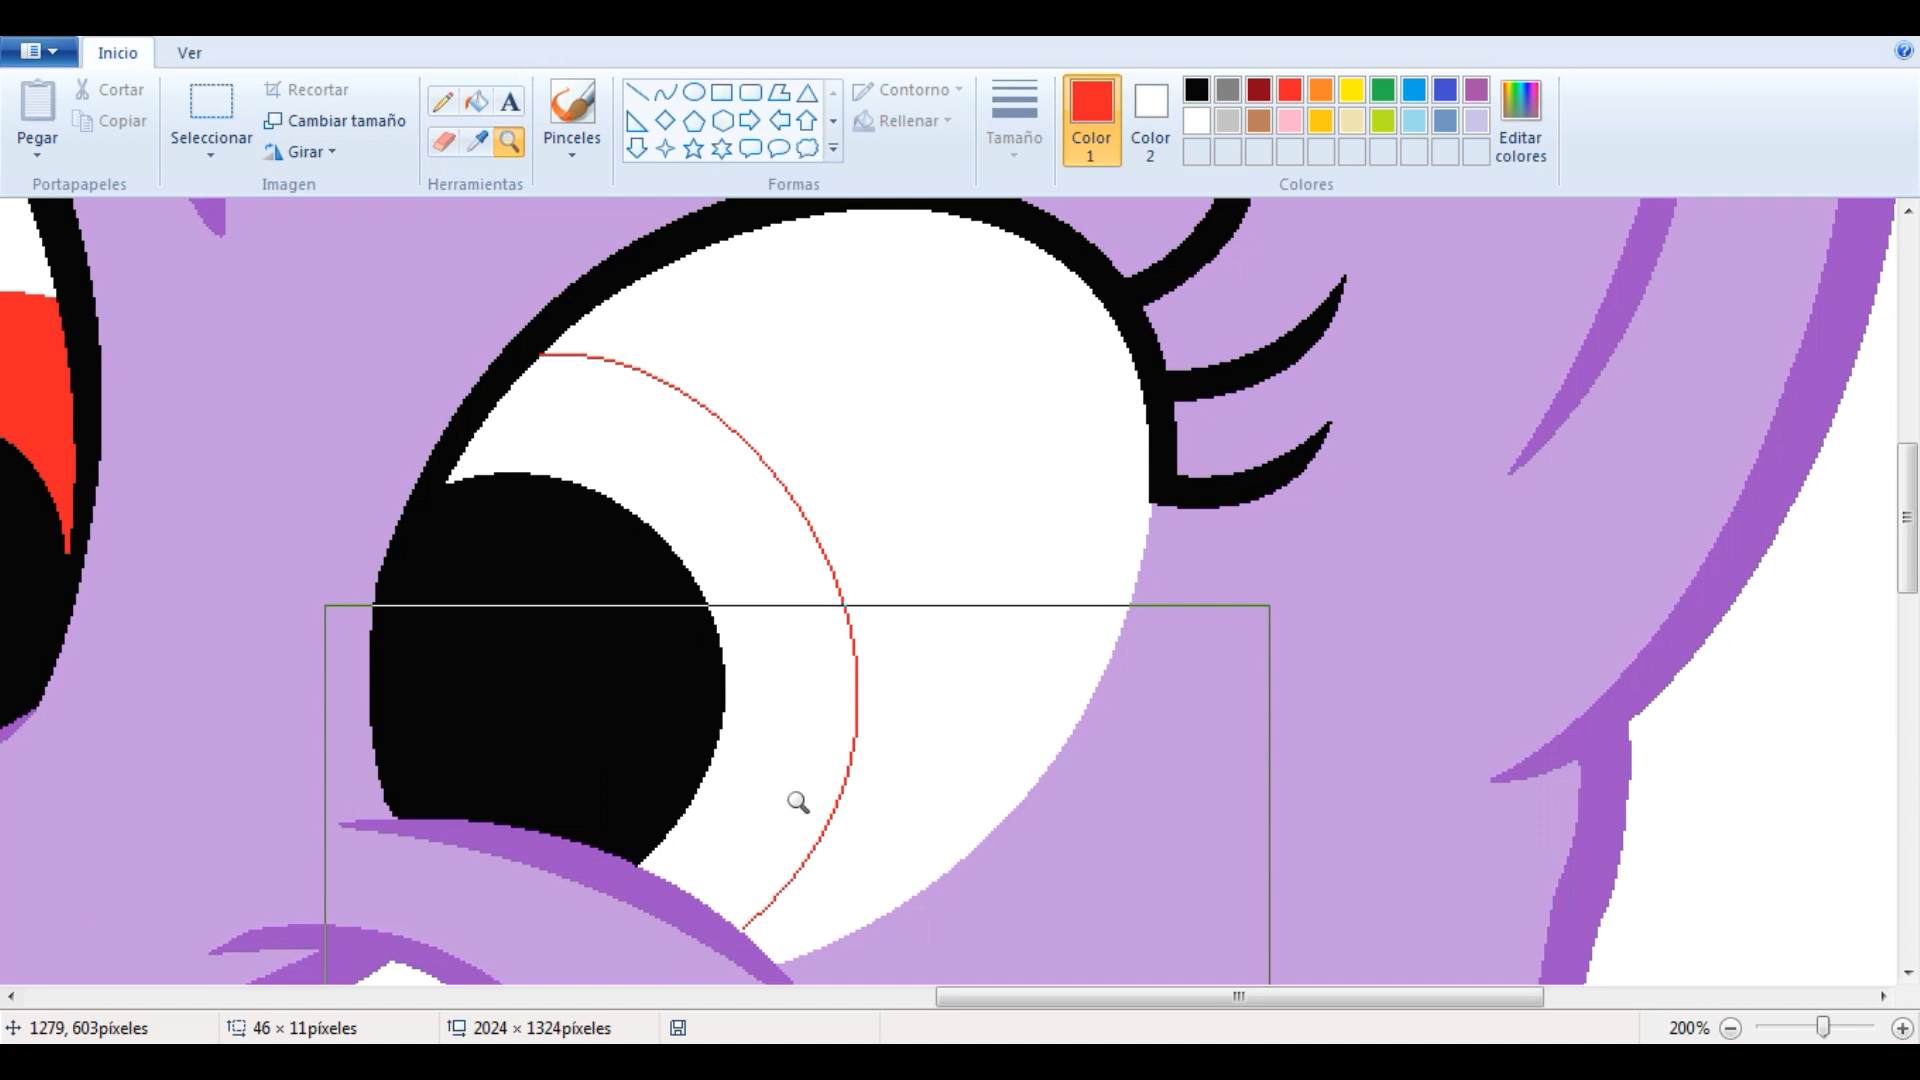 Inicio Ver
Pegar
Cortar
Copiar
Portapapeles
Seleccionar
Recortar
Cambiar tamaño
Girar
Imagen
A
Herramientas
Pinceles
Contorno
Rellenar
Formas
Tamaño
Color 1
Color 2
Editar colores
Colores
1279, 603píxeles 46 × 11píxeles 2024 × 1324píxeles 200%